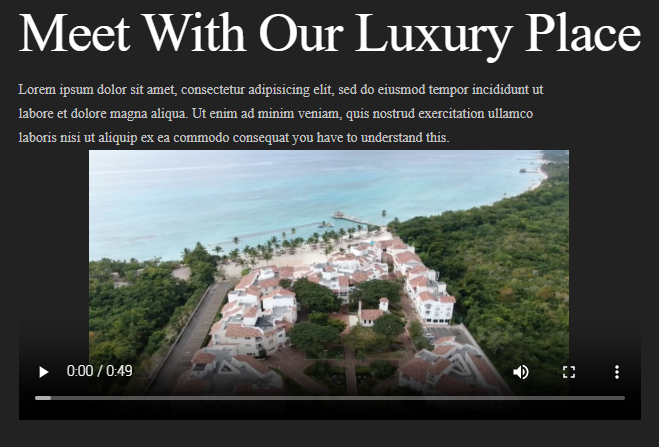 Meet With Our Luxury Place
Lorem ipsum dolor sit amet, consectetur adipisicing elit, sed do eiusmod tempor incididunt ut
labore et dolore magna aliqua. Ut enim ad minim veniam, quis nostrud exercitation ullamco
laboris nisi ut aliquip ex ea commodo consequat you have to understand this.
0:00 / 0:49